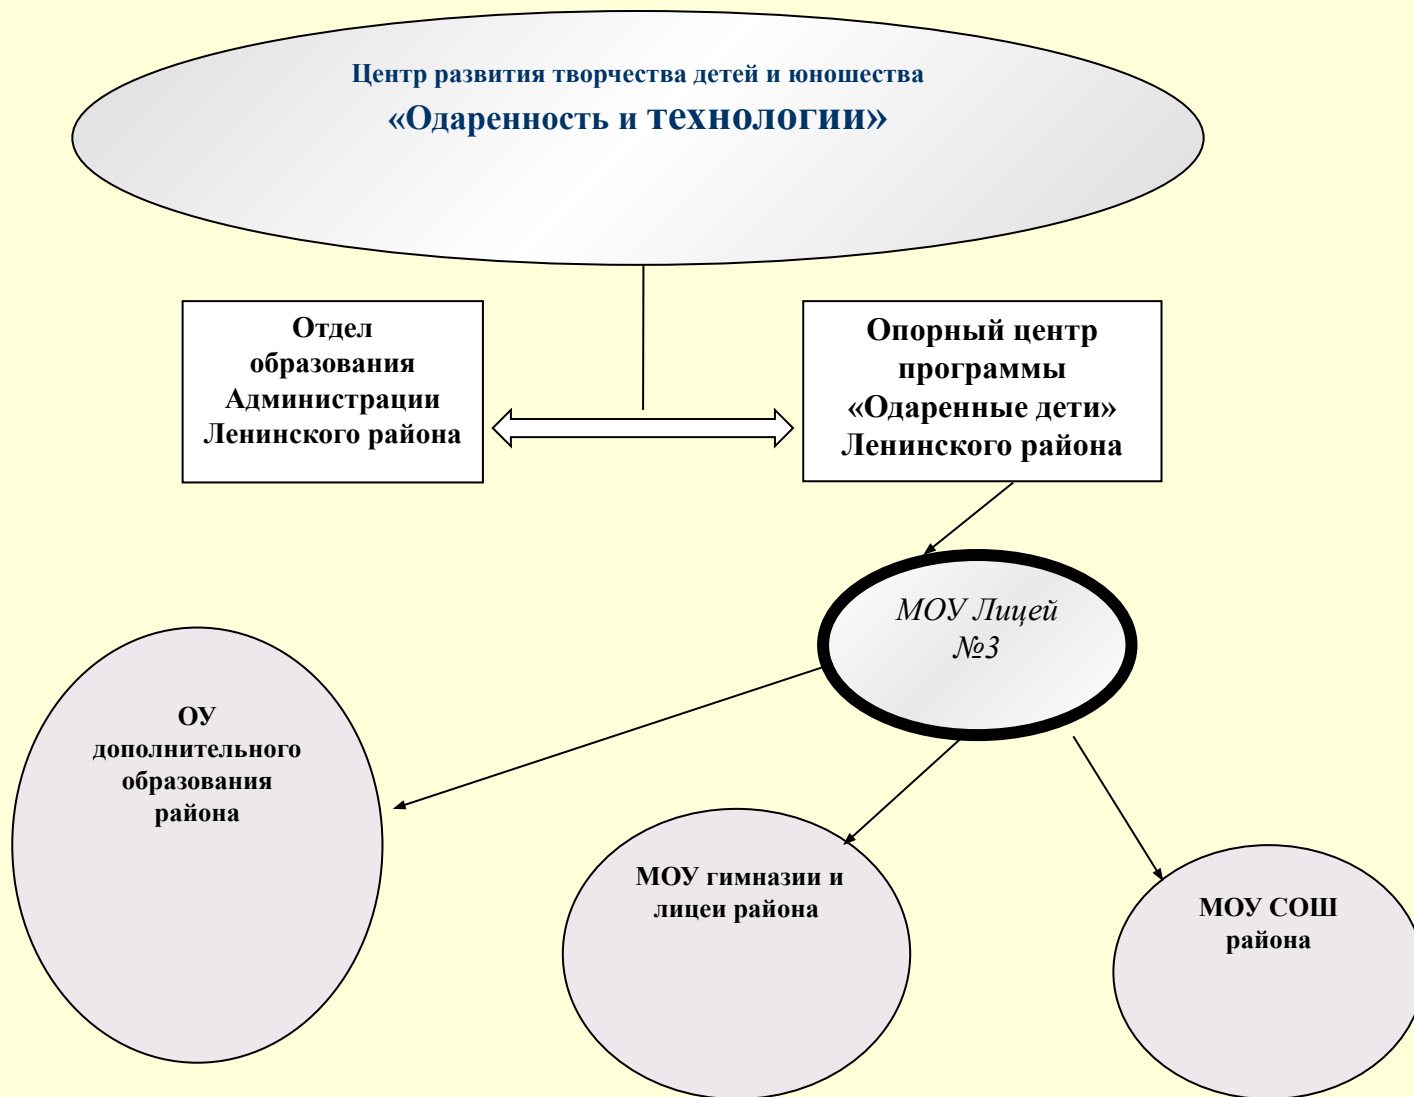 Центр развития творчества детей и юношества
«Одаренность и технологии»
Отдел
образования
Администрации
Ленинского района
Опорный центр
программы
«Одаренные дети»
Ленинского района
МОУ Лицей
№3
ОУ
дополнительного
образования
района
МОУ гимназии и
лицеи района
МОУ СОШ
района